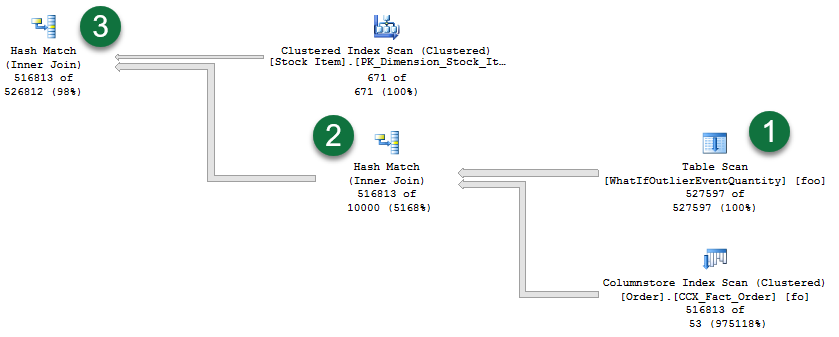 3
Hash Match
(Inner Join)
516813 of
526812 (98%)
Clustered Index Scan (Clustered)
[Stock Item].[PK_Dimension_Stock_It…
671 of
671 (100%)
2
Hash Match
(Inner Join)
516813 of
10000 (5168%)
1
Table Scan
[WhatIfOutlierEventQuantity] [foo]
527597 of
527597 (100%)
Columnstore Index Scan (Clustered)
[Order].[CCX_Fact_Order] [fo]
516813 of
53 (975118%)